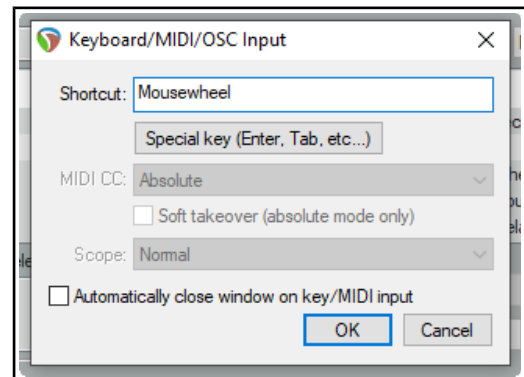 Keyboard/MIDI/OSC Input
Shortcut: Mousewheel
Special key (Enter, Tab, etc...)
MIDI CC: Absolute
Soft takeover (absolute mode only)
Scope: Normal
Automatically close window on key/MIDI input
OK Cancel